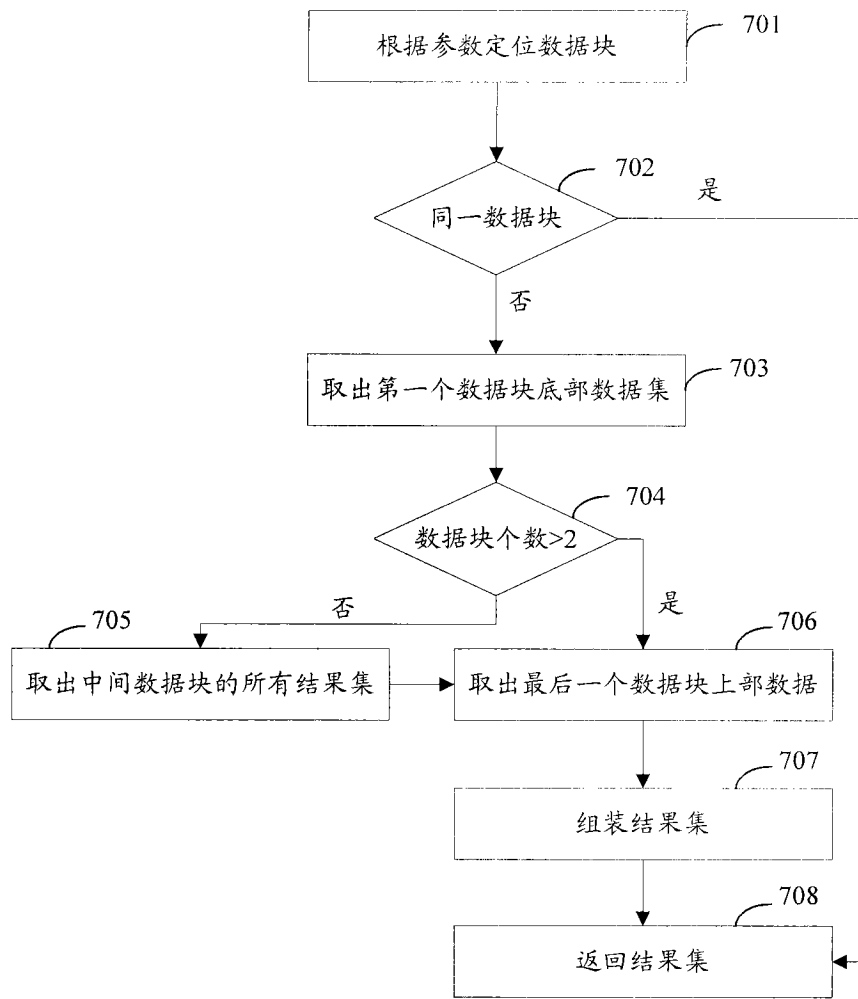 根据参数定位数据块
701
702
同一数据块
是
否
取出第一个数据块底部数据集
703
704
数据块个数>2
否
是
705
取出中间数据块的所有结果集
706
取出最后一个数据块上部数据
707
组装结果集
708
返回结果集